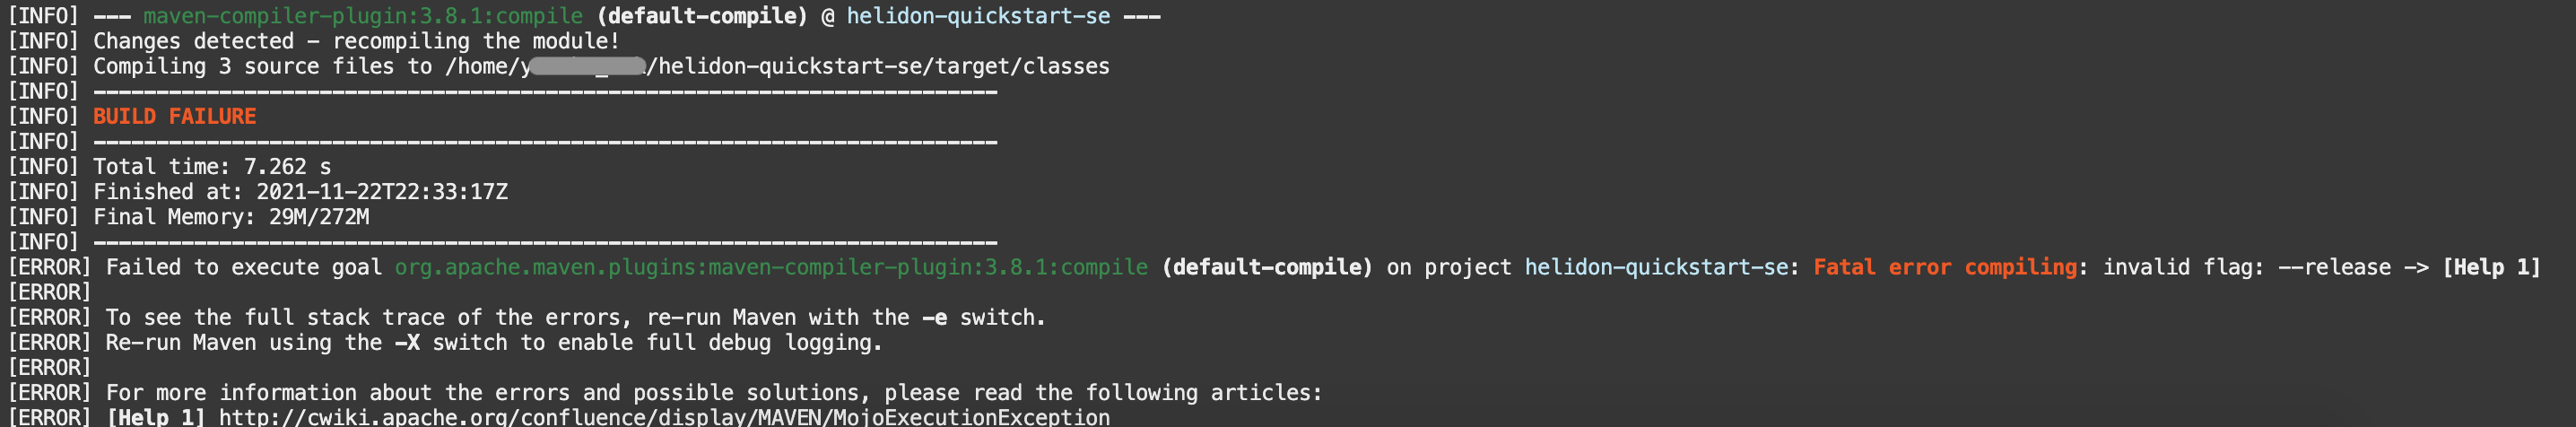 [INFO] --- maven-compiler-plugin:3.8.1:compile (default-compile) @ helidon-quickstart-se ---
[INFO] Changes detected - recompiling the module!
[INFO] Compiling 3 source files to /home/y /helidon-quickstart-se/target/classes
[INFO] ------------------------------------------------------------------------
[INFO] BUILD FAILURE
[INFO] ------------------------------------------------------------------------
[INFO] Total time: 7.262 s
[INFO] Finished at: 2021-11-22T22:33:17Z
[INFO] Final Memory: 29M/272M
[INFO] ------------------------------------------------------------------------
[ERROR] Failed to execute goal org.apache.maven.plugins:maven-compiler-plugin:3.8.1:compile (default-compile) on project helidon-quickstart-se: Fatal error compiling: invalid flag: --release -> [Help 1]
[ERROR]
[ERROR] To see the full stack trace of the errors, re-run Maven with the -e switch.
[ERROR] Re-run Maven using the -X switch to enable full debug logging.
[ERROR]
[ERROR] For more information about the errors and possible solutions, please read the following articles:
[ERROR] [Help 1] http://cwiki.apache.org/confluence/display/MAVEN/MojoExecutionException